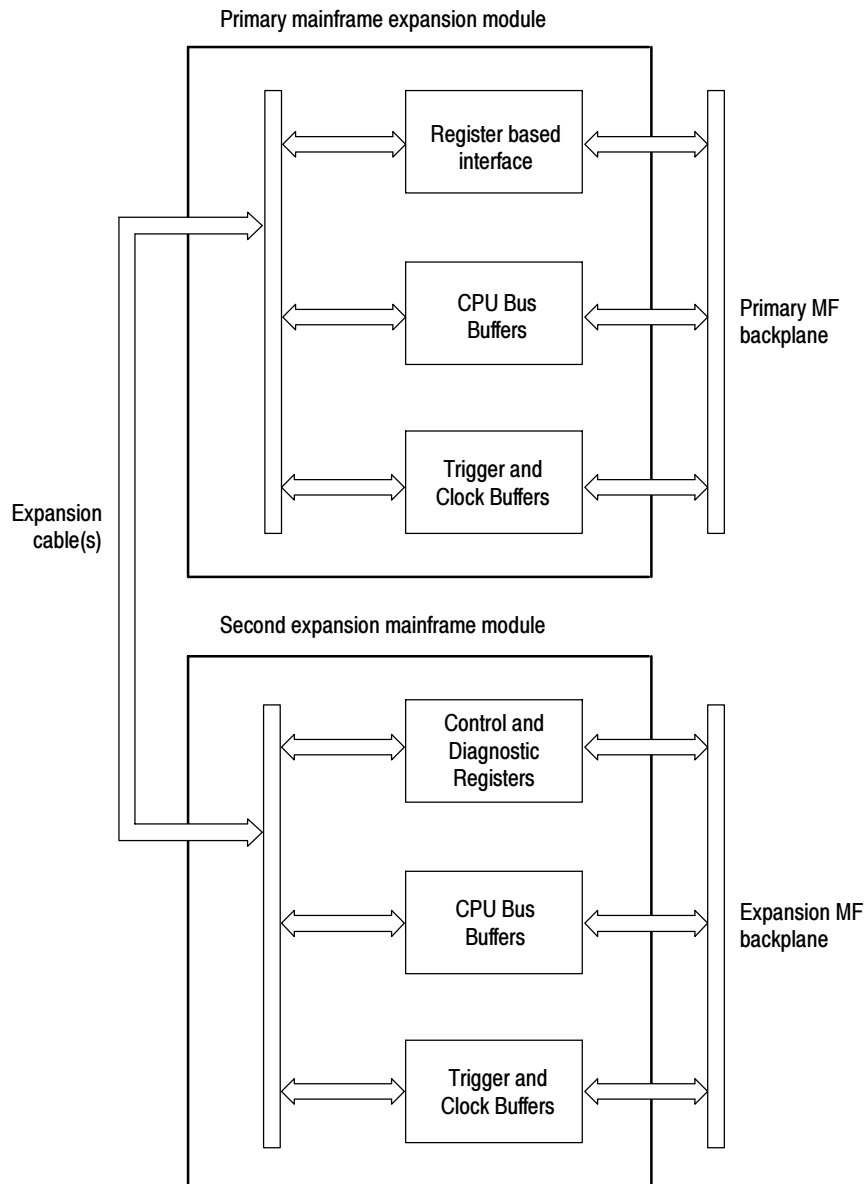 Primary mainframe expansion module
Register based
interface
CPU Bus
Buffers
Primary MF
backplane
Trigger and
Clock Buffers
Expansion
cable(s)
Second expansion mainframe module
Control and
Diagnostic
Registers
CPU Bus
Buffers
Expansion MF
backplane
Trigger and
Clock Buffers